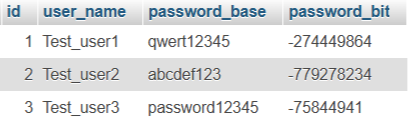 id user_name password_base password_bit
1 Test_user1 qwert12345 -274449864
2 Test_user2 abcdef123 -779278234
3 Test_user3 password12345 -75844941